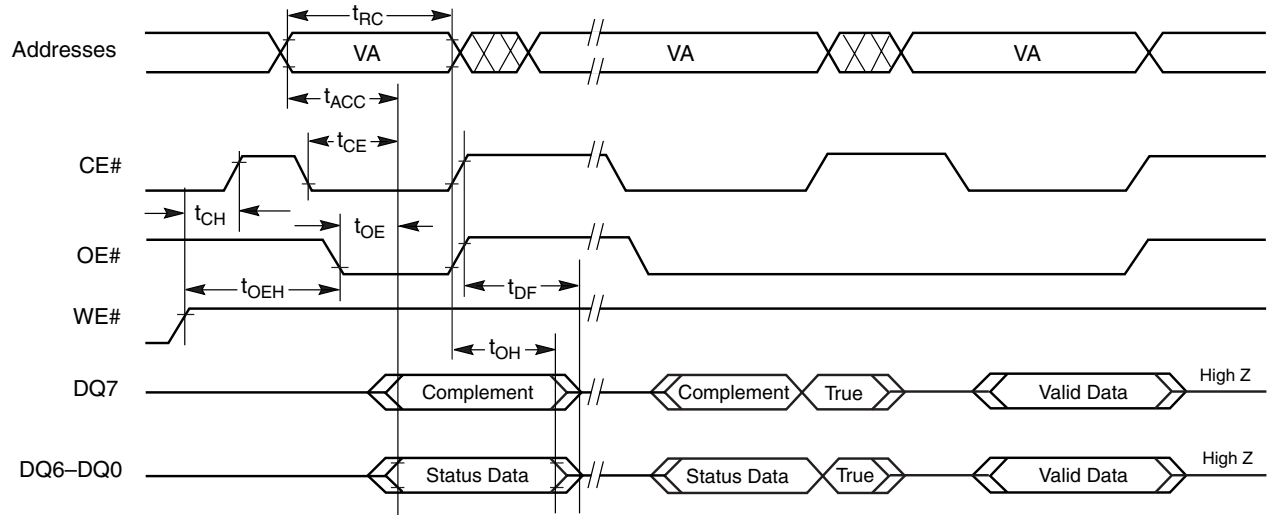 tRC
Addresses VA VA VA
tACC
tCE
CE#
tCH
tOE
OE#
tOEH tDF
WE#
tOH
DQ7 Complement Complement True Valid Data High Z
DQ6–DQ0 Status Data Status Data True Valid Data High Z